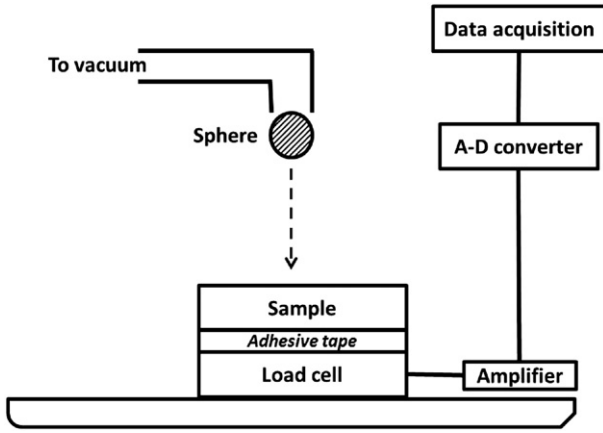 Data acquisition
To vacuum
Sphere
A-D converter
Sample
Adhesive tape
Load cell
Amplifier